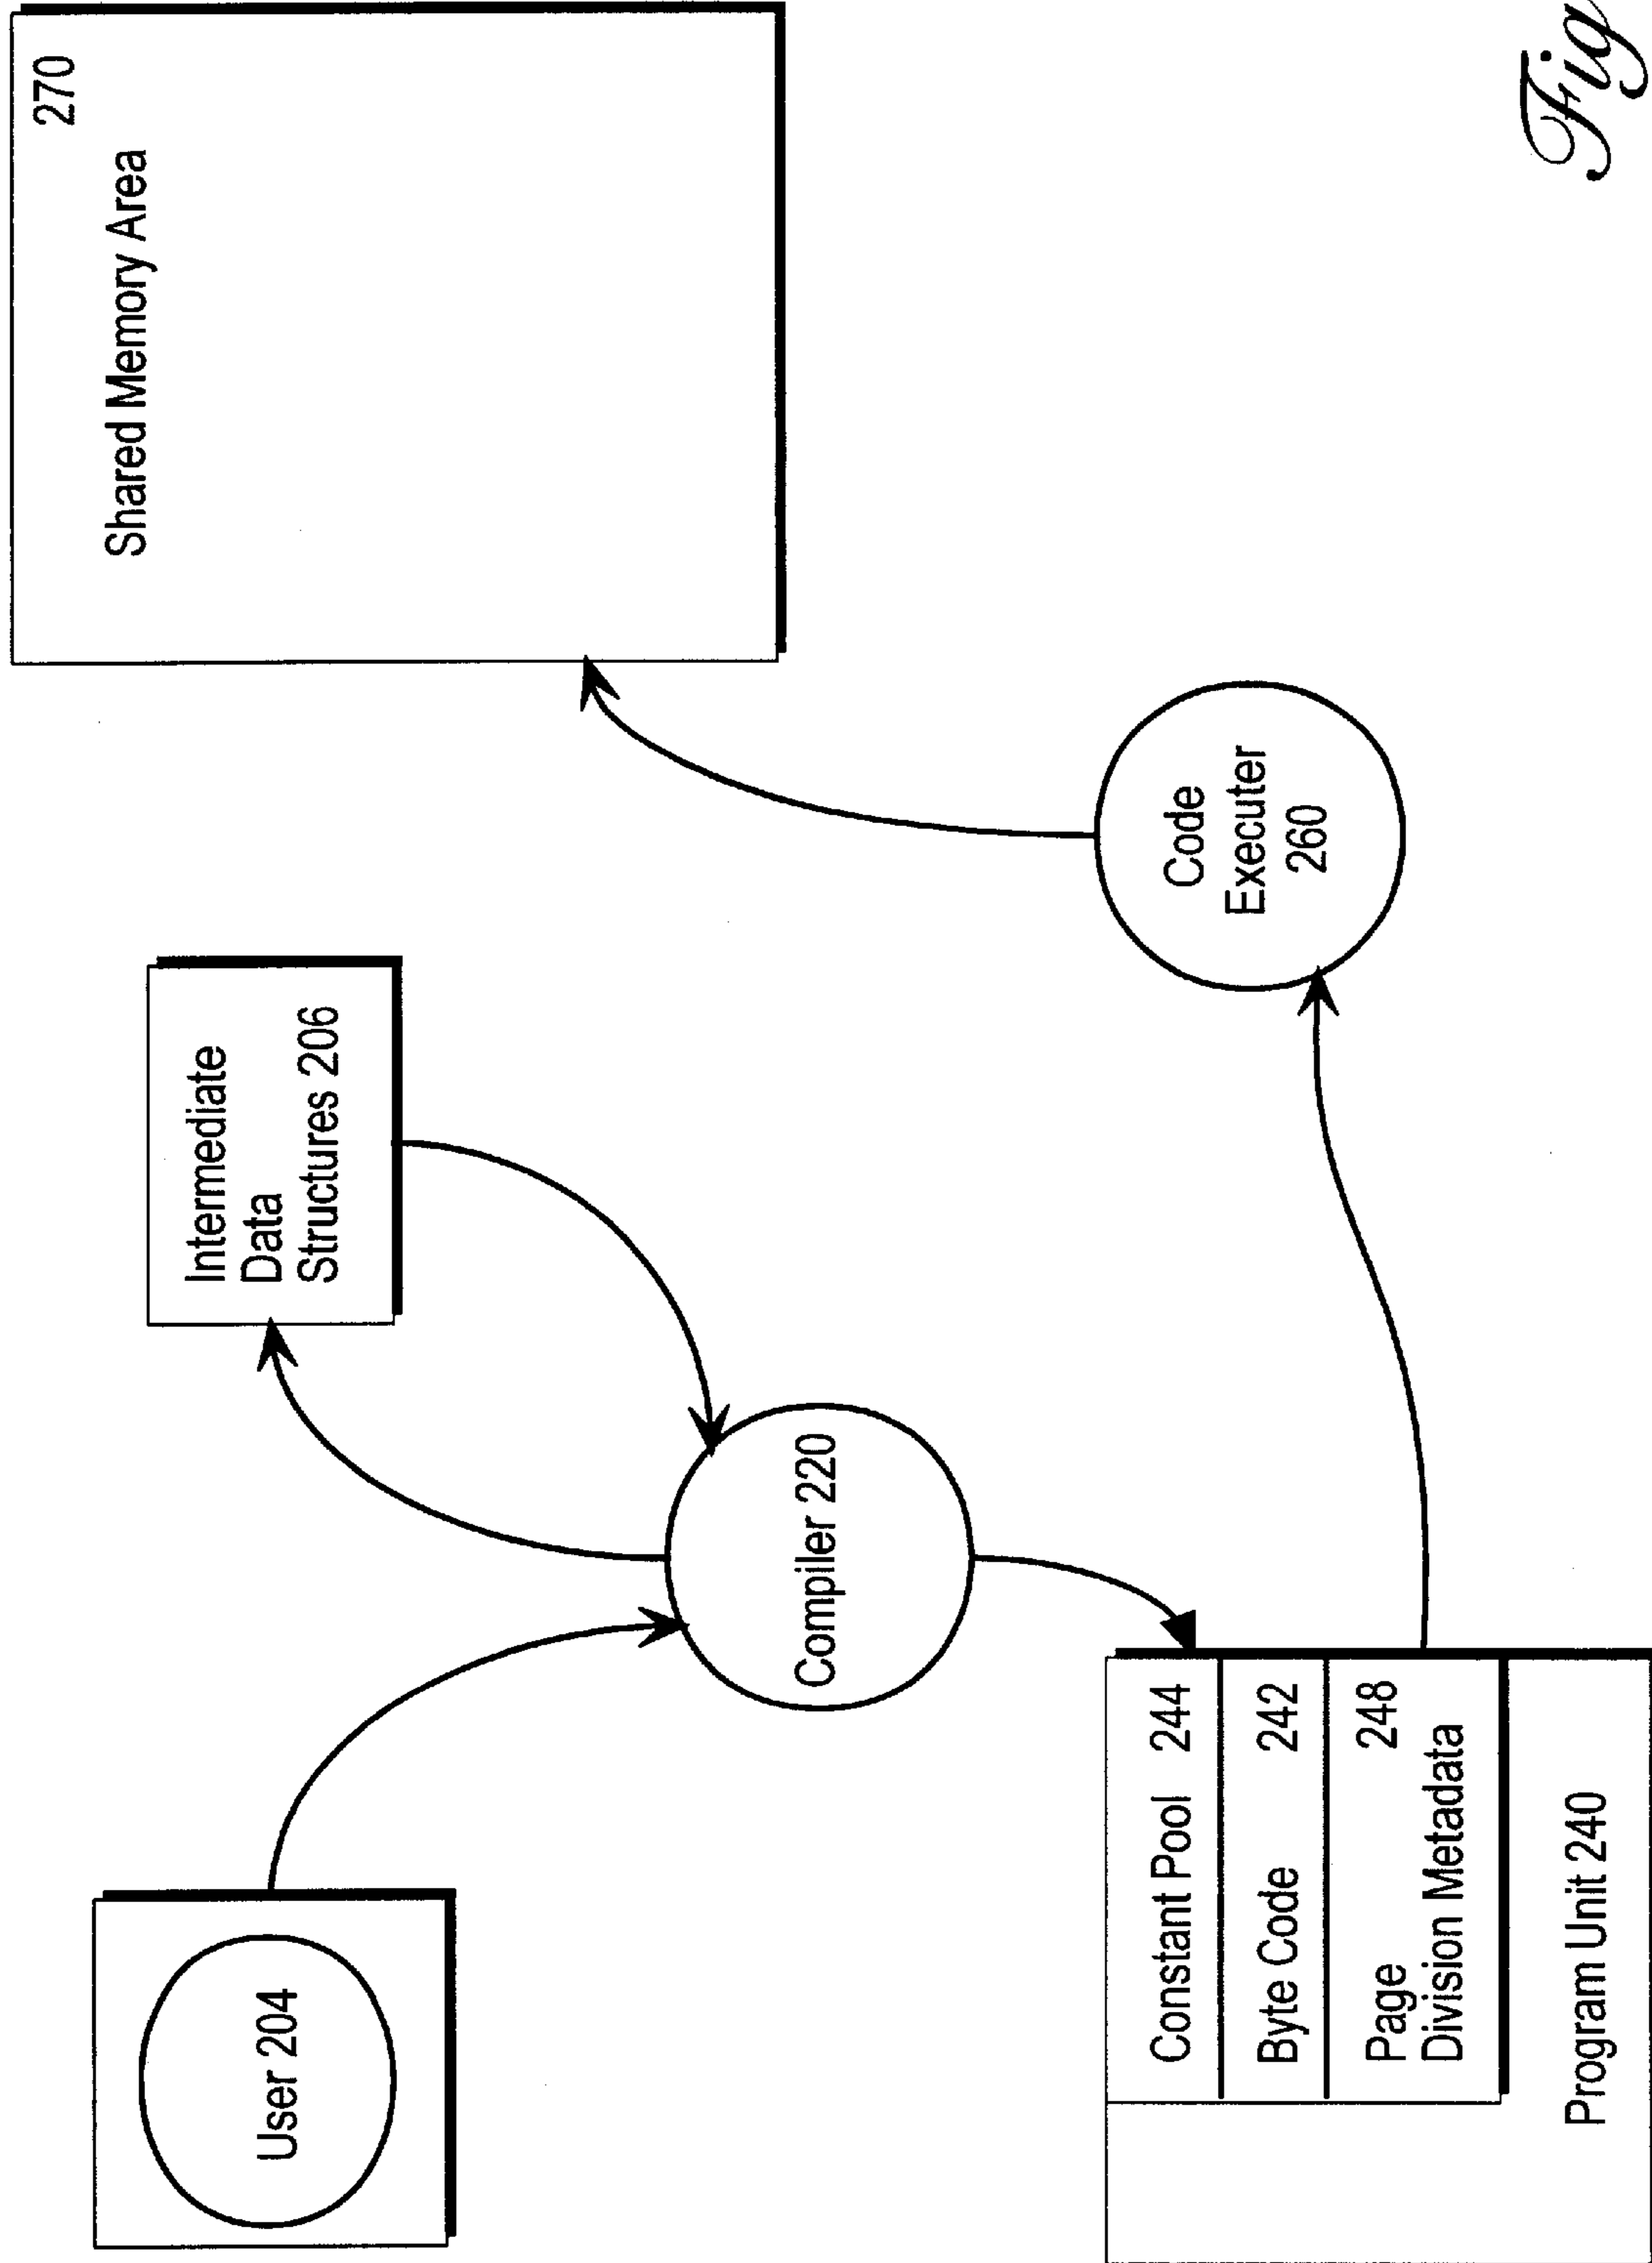 270
Shared Memory Area
Intermediate
Data
Structures 206
User 204
Compiler 220
Code
Executer
260
Constant Pool 244
Byte Code 242
Page 248
Division Metadata
Program Unit 240
Fig